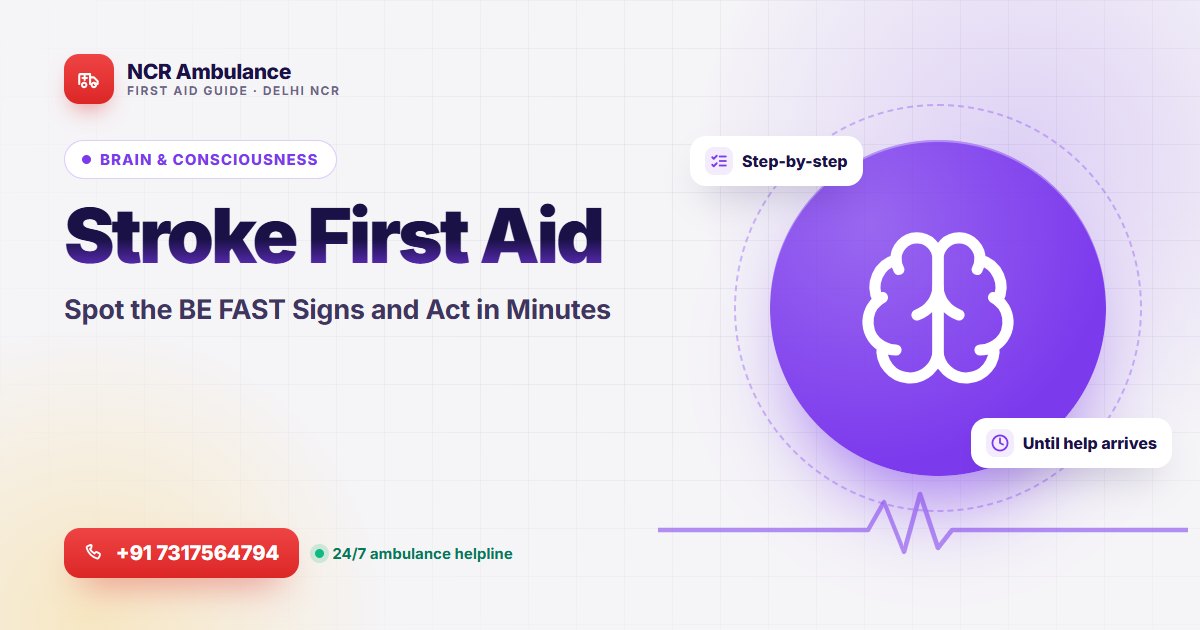 NCR Ambulance
FIRST AID GUIDE · DELHI NCR
BRAIN & CONSCIOUSNESS
Stroke First Aid
Spot the BE FAST Signs and Act in Minutes
Step-by-step
Until help arrives
+91 7317564794
24/7 ambulance helpline